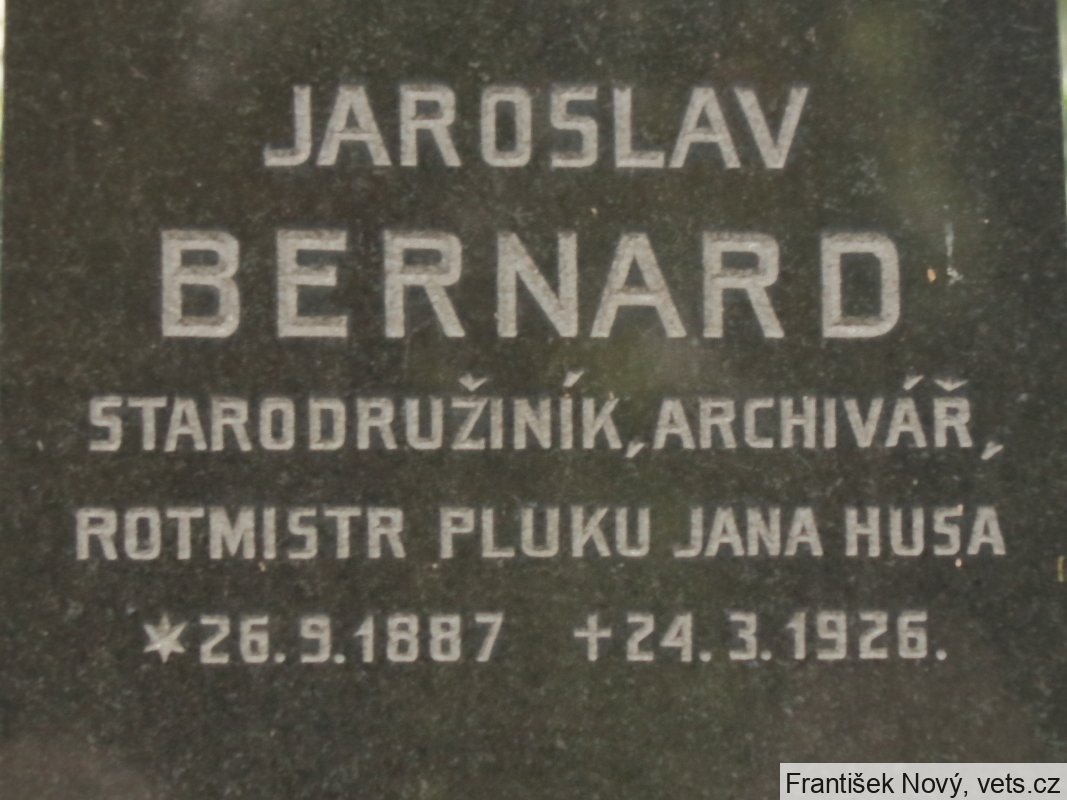 JAROSLAV
BERNARD
STARODRUŽINÍK, ARCHIVÁŘ,
ROTMISTR PLUKU JANA HUSA
*26.9.1887 †24.3.1926.
František Nový, vets.cz